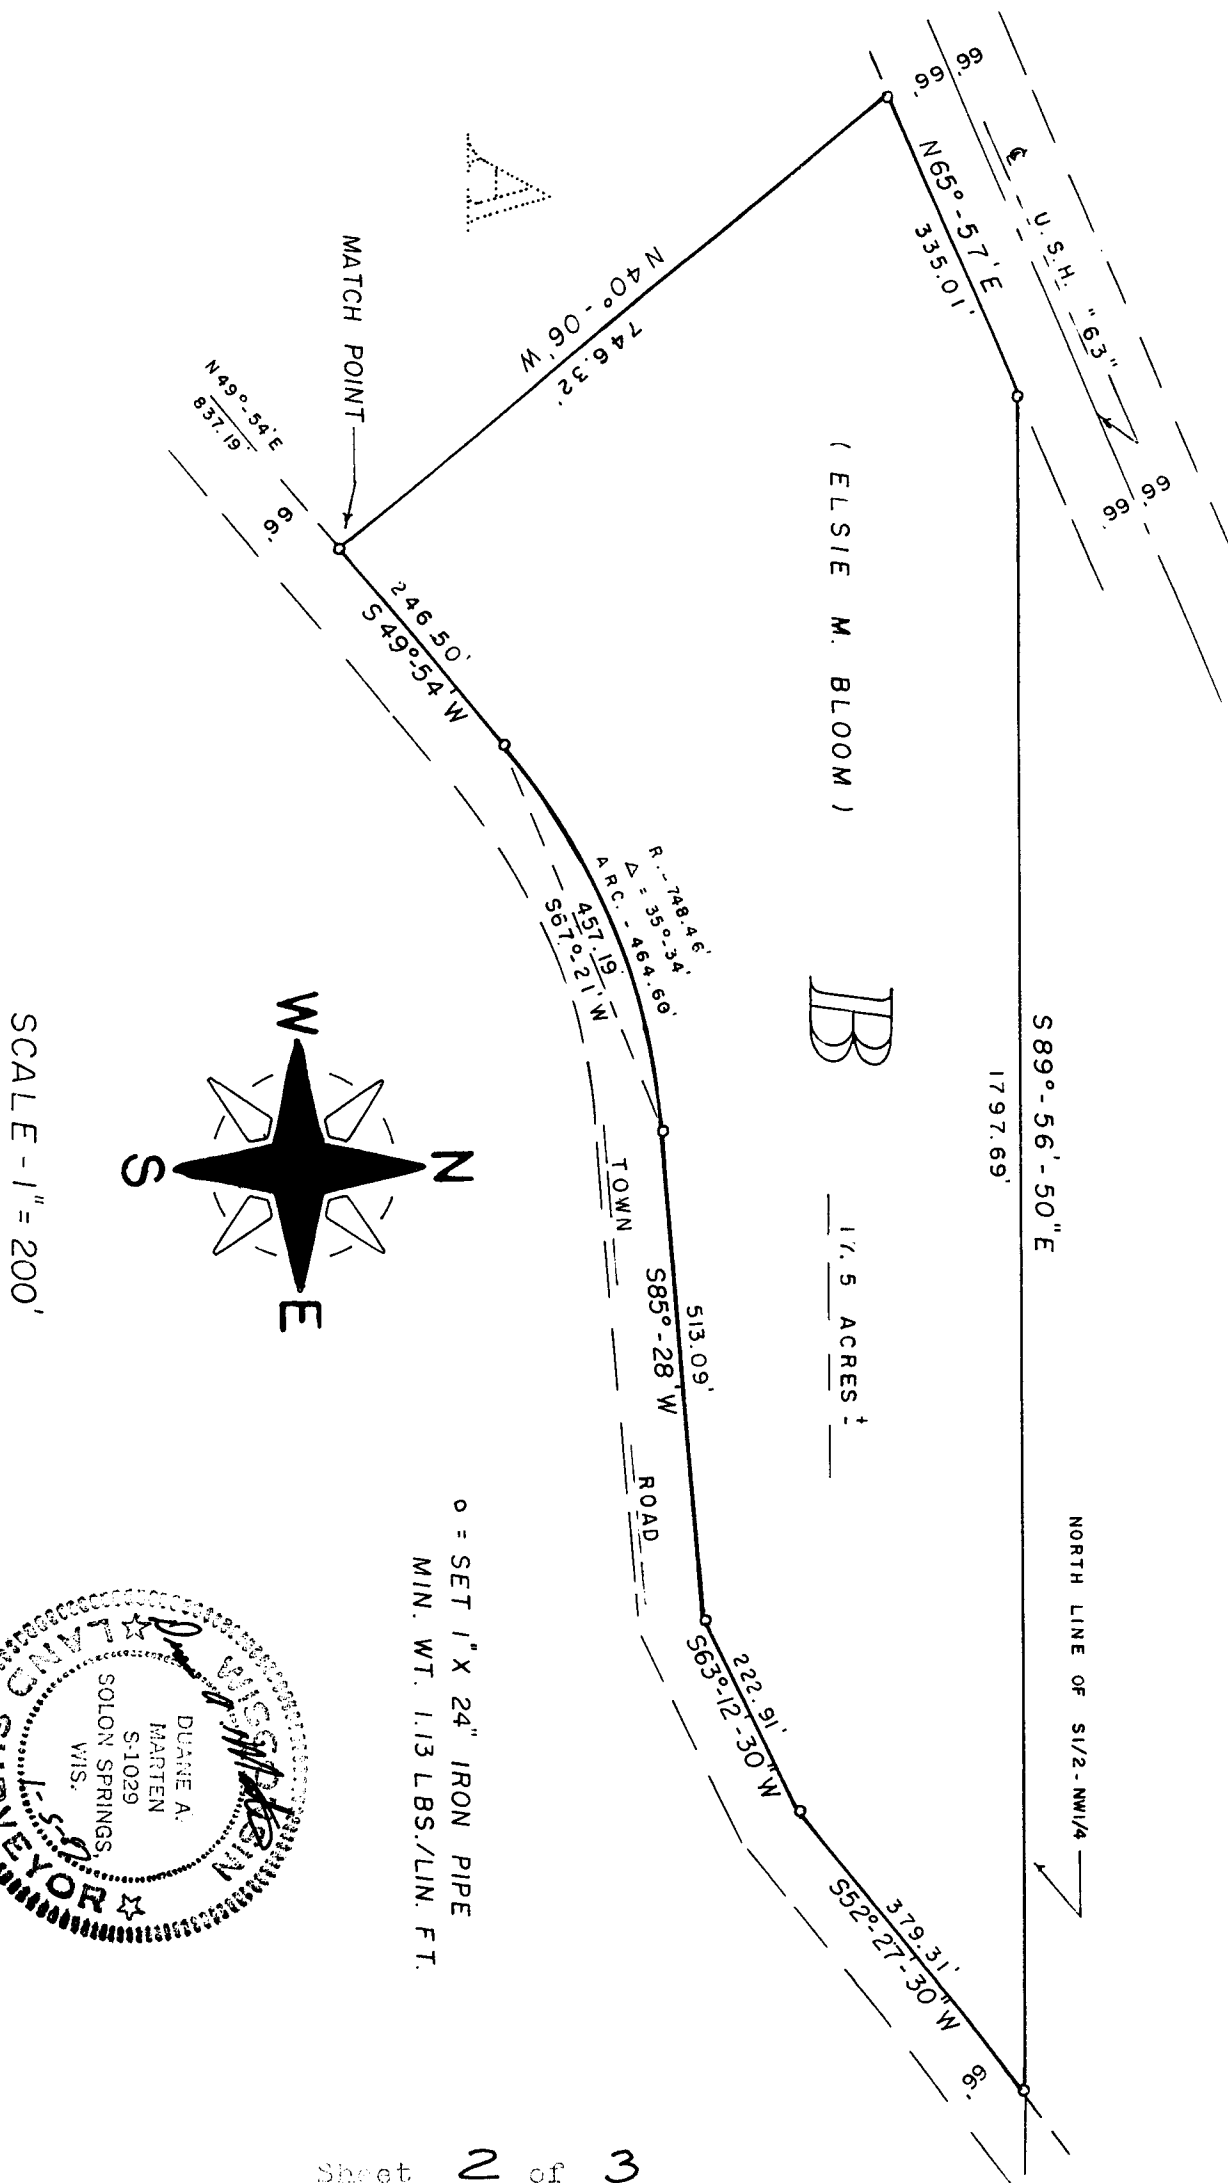 66'
66'
℄ U.S.H. "63"
66'
66'
N65°-57'E
335.01'
S89°-56'-50"E
1797.69'
NORTH LINE OF S1/2-NW1/4
(ELSIE M. BLOOM)
B
17.5 ACRES ±
A
746.32'
N40°-06'W
MATCH POINT
N49°-54'E
837.19'
66'
246.50'
S49°-54'W
R.-748.46'
Δ = 35°-34'
ARC.-464.60'
457.19'
S67°-21'W
TOWN ROAD
513.09'
S85°-28'W
222.91'
S63°-12'-30"W
379.31'
S52°-27'-30"W
66'
N
W
E
S
SCALE-1"=200'
o = SET 1" X 24" IRON PIPE
MIN. WT. 1.13 LBS./LIN. FT.
WISCONSIN
DUANE A.
MARTEN
S-1029
SOLON SPRINGS,
WIS.
LAND SURVEYOR
Sheet 2 of 3